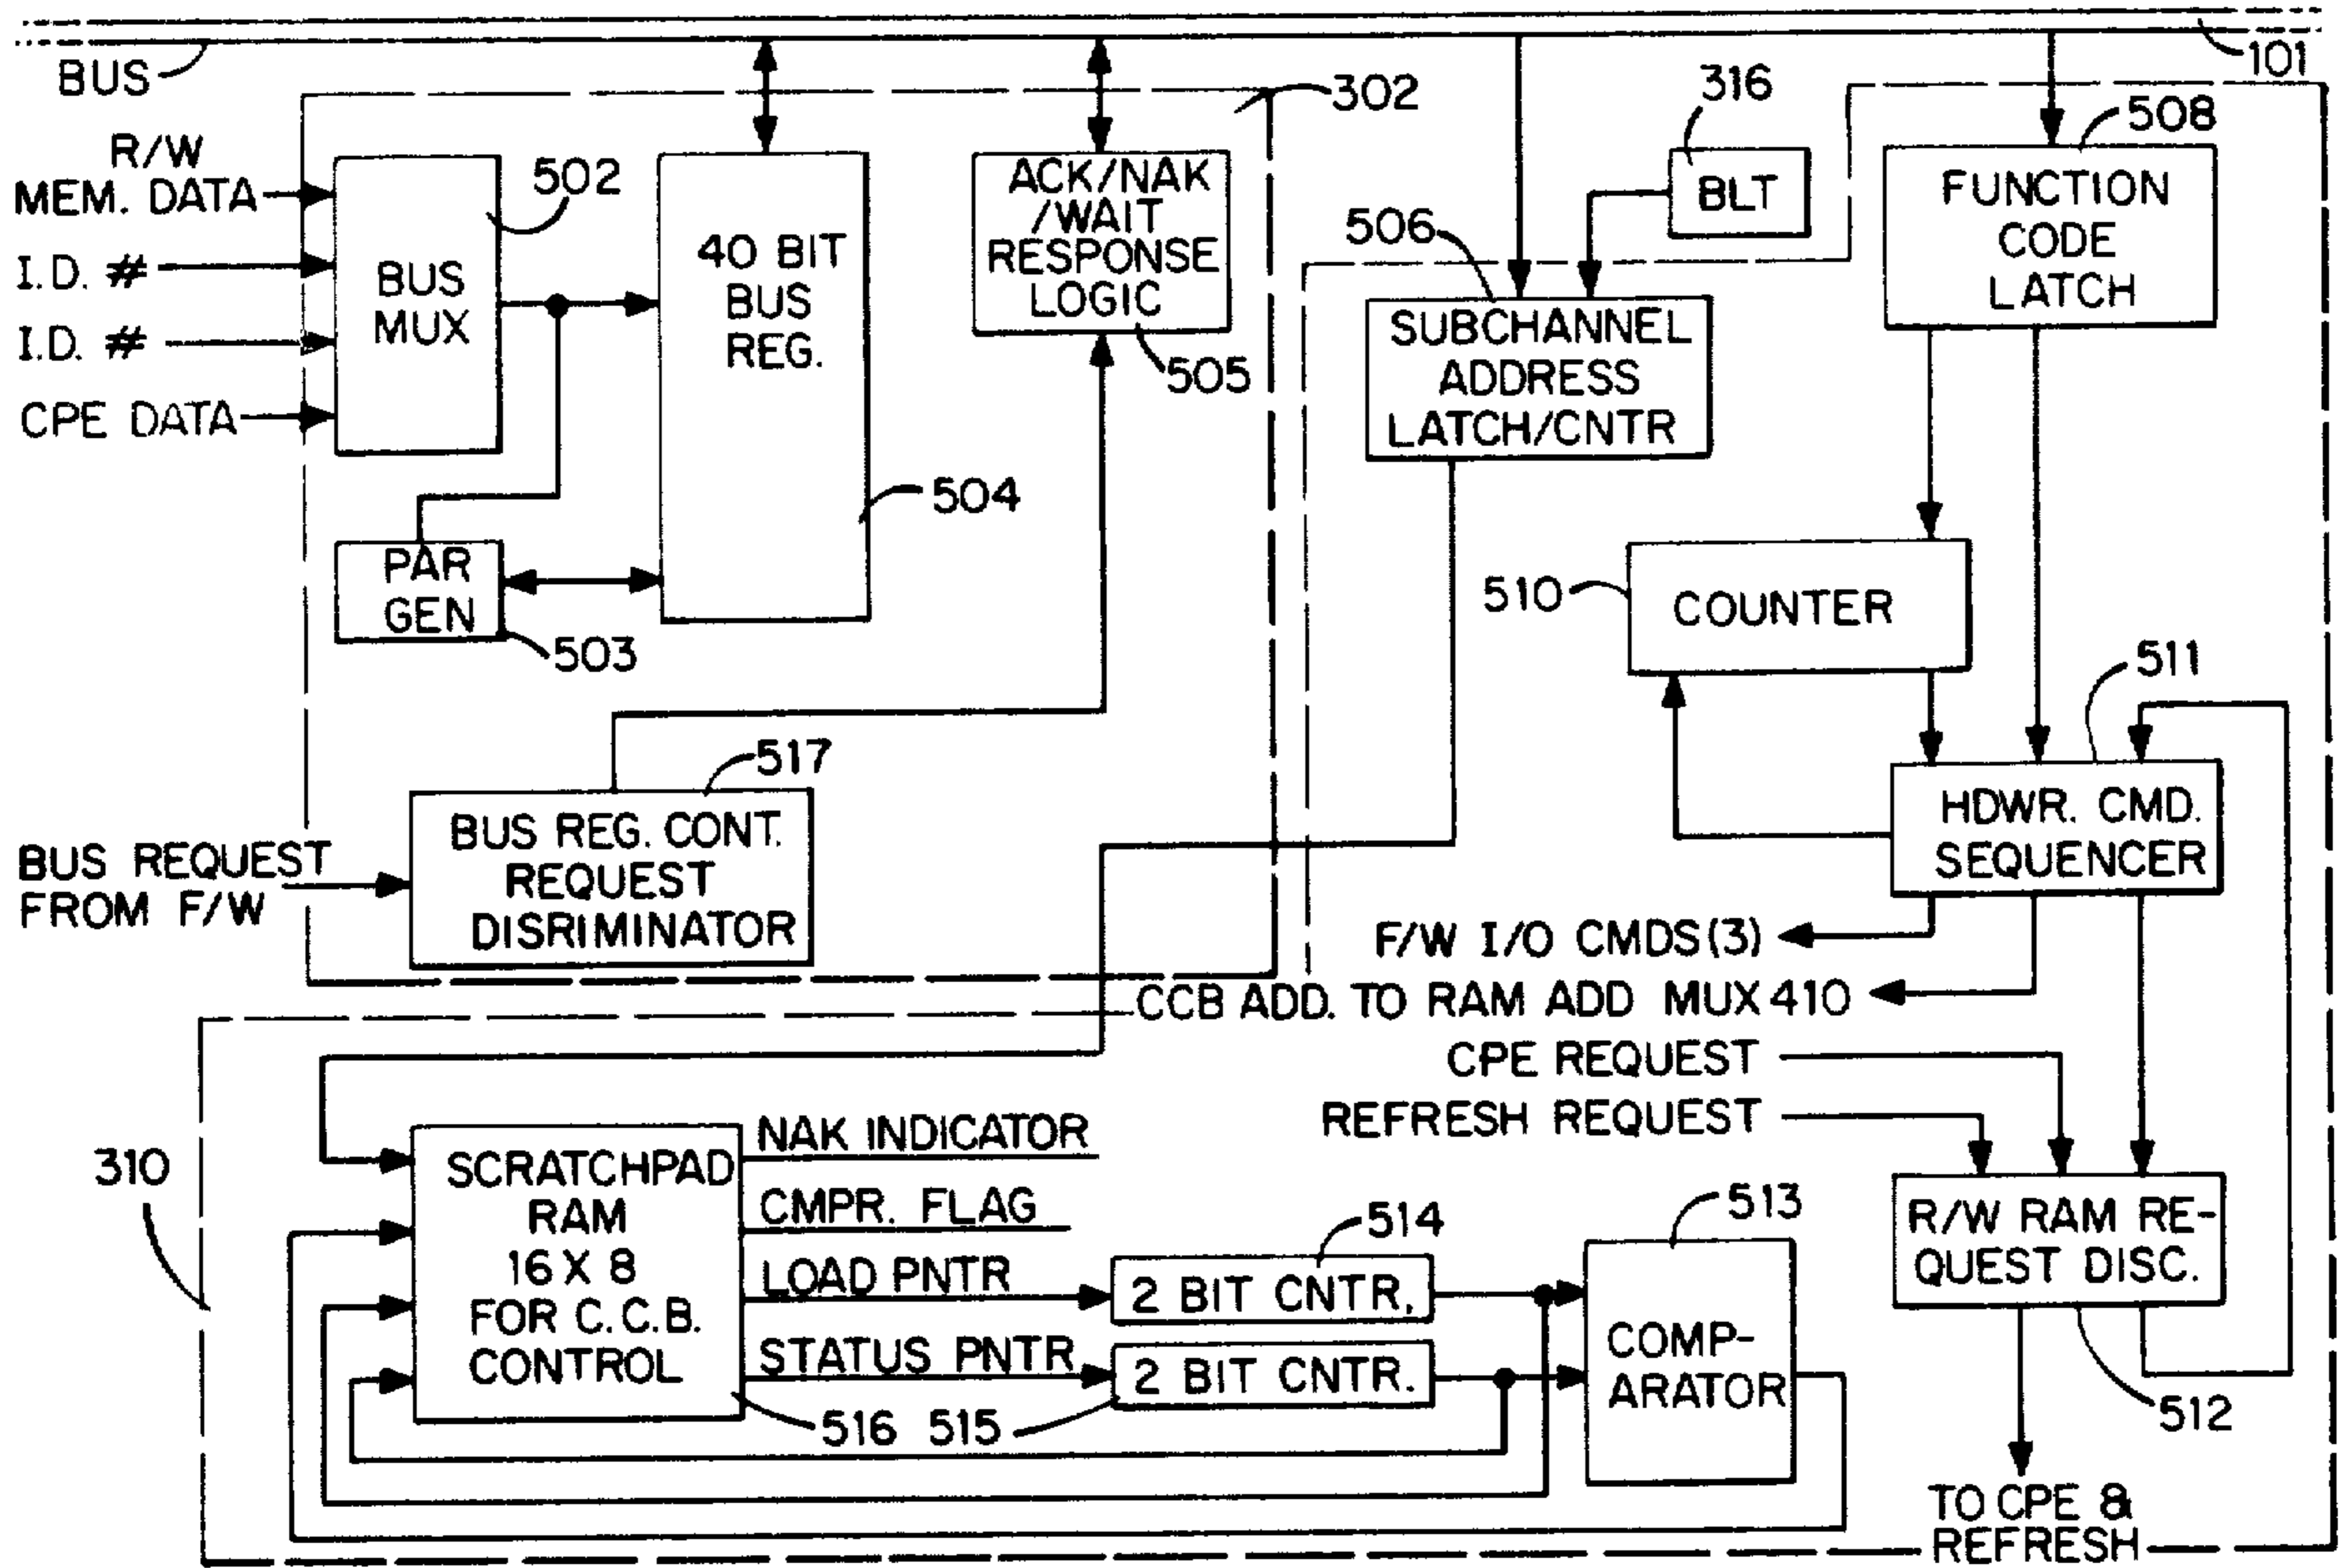 BUS
101
302
316
508
R/W
MEM. DATA
I.D. #
I.D. #
CPE DATA
502
BUS
MUX
40 BIT
BUS
REG.
504
ACK/NAK
/WAIT
RESPONSE
LOGIC
505
506
BLT
SUBCHANNEL
ADDRESS
LATCH/CNTR
FUNCTION
CODE
LATCH
PAR
GEN
503
510
COUNTER
511
HDWR. CMD.
SEQUENCER
517
BUS REQUEST
FROM F/W
BUS REG. CONT.
REQUEST
DISRIMINATOR
F/W I/O CMDS(3)
CCB ADD. TO RAM ADD MUX 410
CPE REQUEST
REFRESH REQUEST
310
SCRATCHPAD
RAM
16 X 8
FOR C.C.B.
CONTROL
516
NAK INDICATOR
CMPR. FLAG
LOAD PNTR
STATUS PNTR
514
2 BIT CNTR.
2 BIT CNTR.
515
513
COMP-
ARATOR
R/W RAM RE-
QUEST DISC.
512
TO CPE &
REFRESH